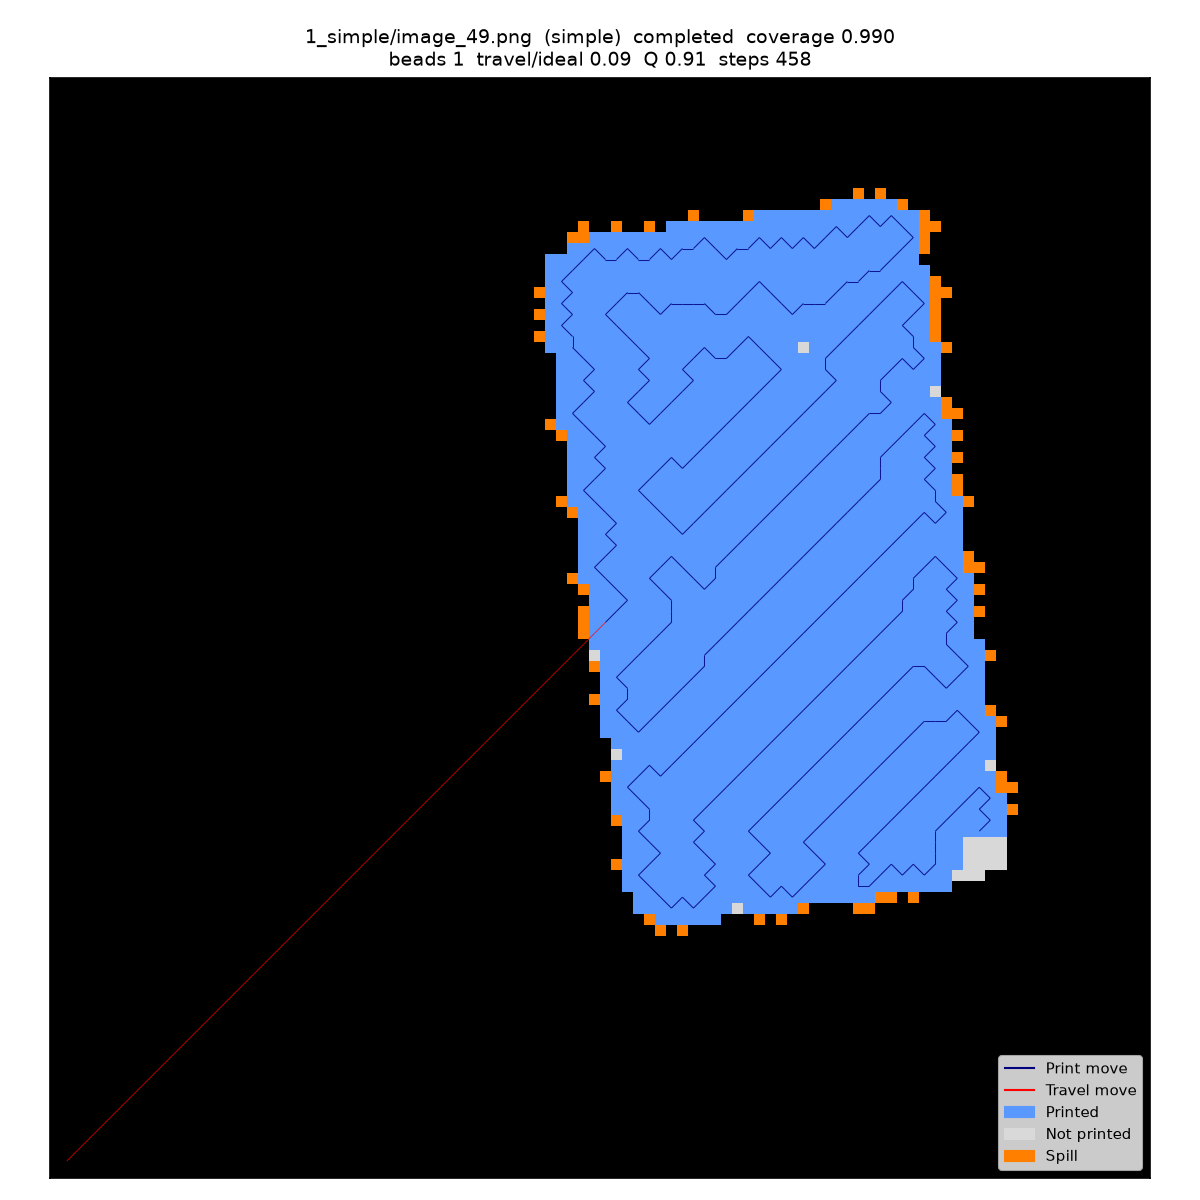 1_simple/image_49.png  (simple)  completed  coverage 0.990
beads 1  travel/ideal 0.09  Q 0.91  steps 458
Print move
Travel move
Printed
Not printed
Spill